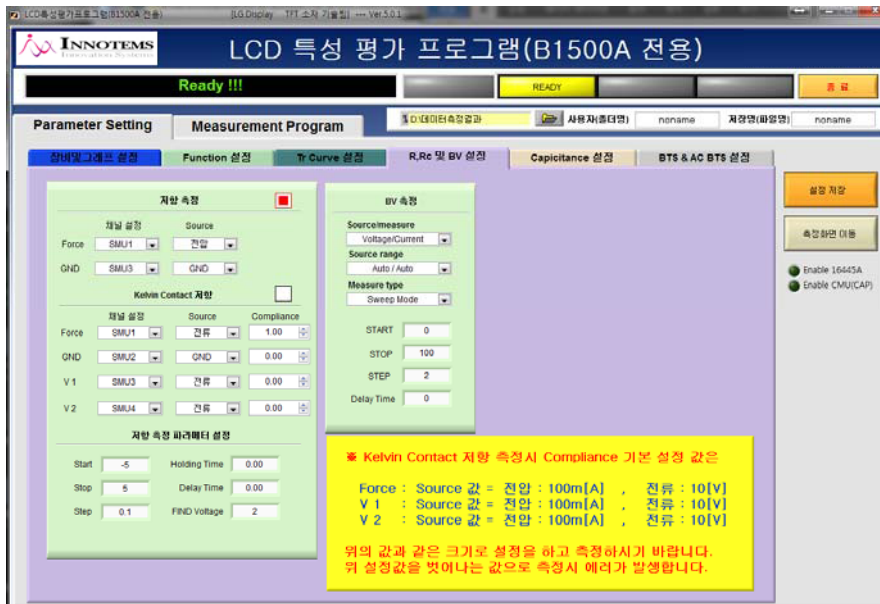 LCD특성평가프로그램(B1500A 전용) [LG.Display TFT 소자 기술팀] --- Ver.5.0.1
INNOTEMS
LCD 특성 평가 프로그램(B1500A 전용)
Ready !!!
READY
종 료
Parameter Setting
Measurement Program
D:\데이터측정결과
사용자(폴더명)
noname
저장명(파일명)
noname
장비및그래프 설정
Function 설정
Tr Curve 설정
R,Rc 및 BV 설정
Capicitance 설정
BTS & AC BTS 설정
저항 측정
채널 설정 Source
Force SMU1 전압
GND SMU3 GND
Kelvin Contact 저항
채널 설정 Source Compliance
Force SMU1 전류 1.00
GND SMU2 GND 0.00
V 1 SMU3 전류 0.00
V 2 SMU4 전류 0.00
저항 측정 파라메터 설정
Start -5 Holding Time 0.00
Stop 5 Delay Time 0.00
Step 0.1 FIND Voltage 2
BV 측정
Source/measure
Voltage/Current
Source range
Auto / Auto
Measure type
Sweep Mode
START 0
STOP 100
STEP 2
Delay Time 0
※ Kelvin Contact 저항 측정시 Compliance 기본 설정 값은
Force : Source 값 = 전압 : 100m[A] , 전류 : 10[V]
V 1 : Source 값 = 전압 : 100m[A] , 전류 : 10[V]
V 2 : Source 값 = 전압 : 100m[A] , 전류 : 10[V]
위의 값과 같은 크기로 설정을 하고 측정하시기 바랍니다.
위 설정값을 벗어나는 값으로 측정시 에러가 발생합니다.
설정 저장
측정화면 이동
Enable 16445A
Enable CMU(CAP)